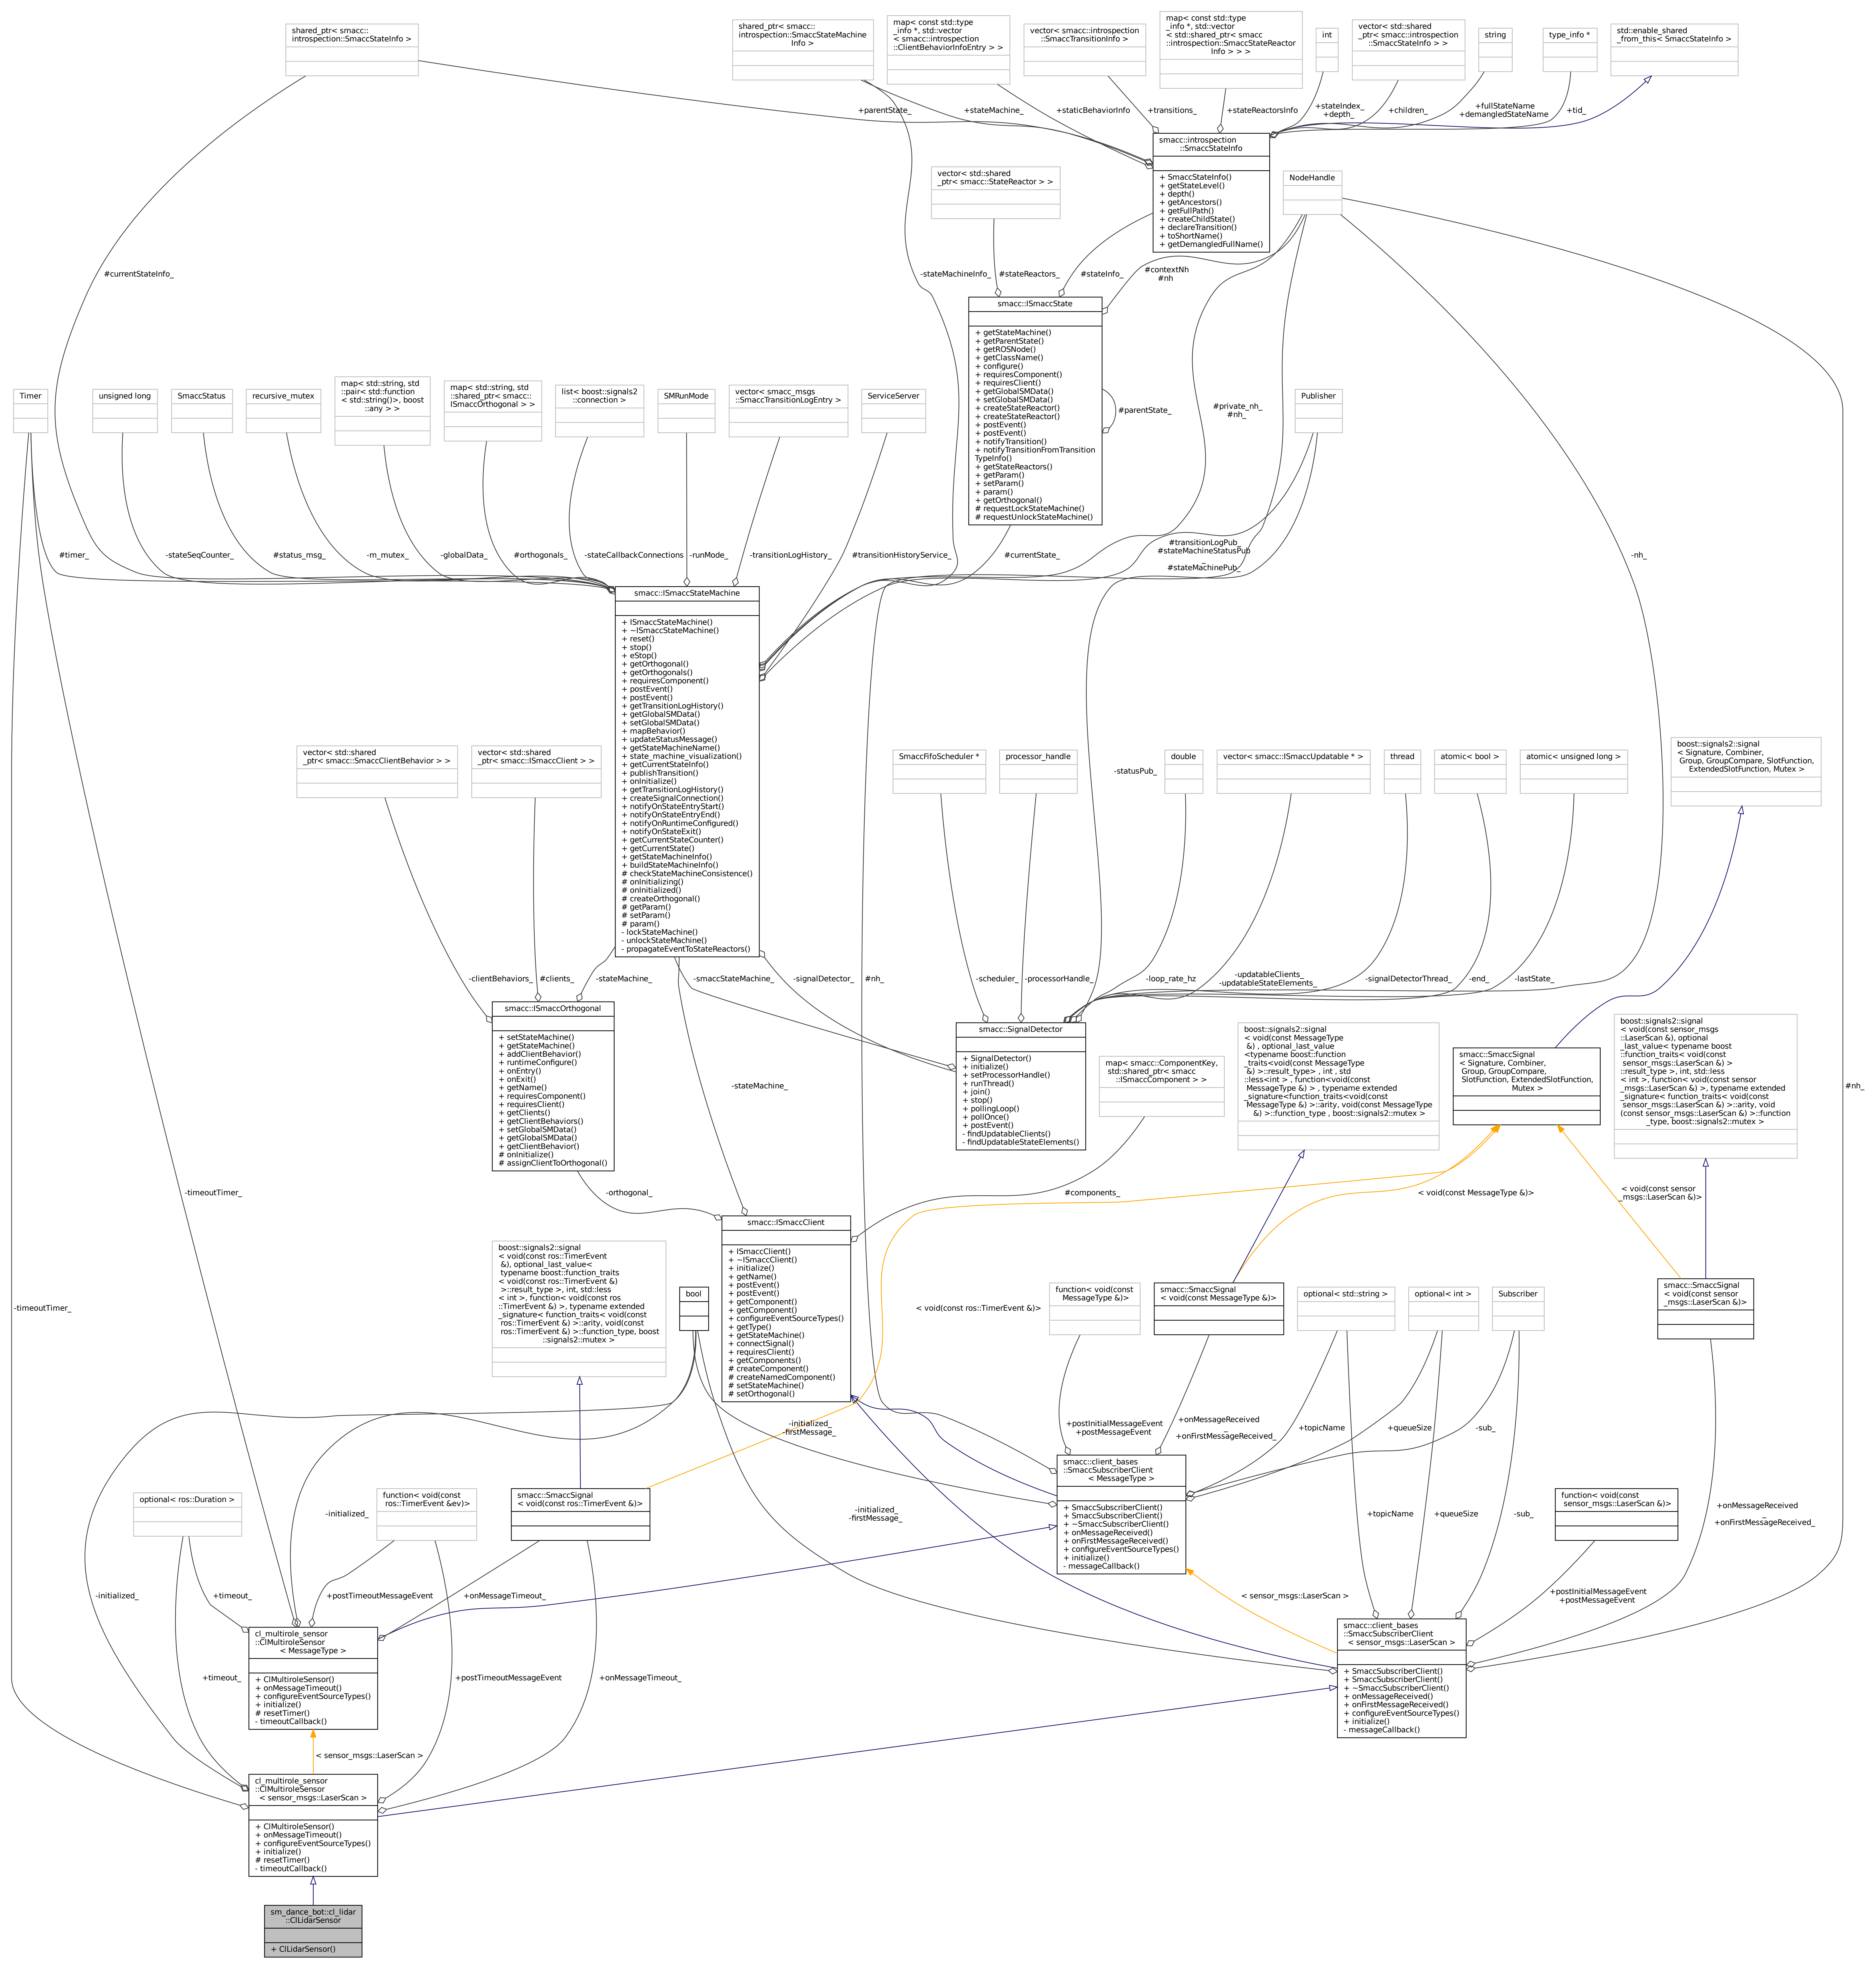 shared_ptr< smacc::
introspection::SmaccStateInfo >
shared_ptr< smacc::
introspection::SmaccStateMachine
Info >
map< const std::type
_info *, std::vector
< smacc::introspection
::ClientBehaviorInfoEntry > >
vector< smacc::introspection
::SmaccTransitionInfo >
map< const std::type
_info *, std::vector
< std::shared_ptr< smacc
::introspection::SmaccStateReactor
Info > > >
int
vector< std::shared
_ptr< smacc::introspection
::SmaccStateInfo > >
string
type_info *
std::enable_shared
_from_this< SmaccStateInfo >
+parentState_
+stateMachine_
+staticBehaviorInfo
+transitions_
+stateReactorsInfo
+stateIndex_
+depth_
+children_
+fullStateName
+demangledStateName
+tid_
smacc::introspection
::SmaccStateInfo
+ SmaccStateInfo()
+ getStateLevel()
+ depth()
+ getAncestors()
+ getFullPath()
+ createChildState()
+ declareTransition()
+ toShortName()
+ getDemangledFullName()
vector< std::shared
_ptr< smacc::StateReactor > >
NodeHandle
#currentStateInfo_
-stateMachineInfo_
#stateReactors_
#stateInfo_
#contextNh
#nh
smacc::ISmaccState
+ getStateMachine()
+ getParentState()
+ getROSNode()
+ getClassName()
+ configure()
+ requiresComponent()
+ requiresClient()
+ getGlobalSMData()
+ setGlobalSMData()
+ createStateReactor()
+ createStateReactor()
+ postEvent()
+ postEvent()
+ notifyTransition()
+ notifyTransitionFromTransition
TypeInfo()
+ getStateReactors()
+ getParam()
+ setParam()
+ param()
+ getOrthogonal()
# requestLockStateMachine()
# requestUnlockStateMachine()
#parentState_
#private_nh_
#nh_
Publisher
Timer
unsigned long
SmaccStatus
recursive_mutex
map< std::string, std
::pair< std::function
< std::string()>, boost
::any > >
map< std::string, std
::shared_ptr< smacc::
ISmaccOrthogonal > >
list< boost::signals2
::connection >
SMRunMode
vector< smacc_msgs
::SmaccTransitionLogEntry >
ServiceServer
#timer_
-stateSeqCounter_
#status_msg_
-m_mutex_
-globalData_
#orthogonals_
-stateCallbackConnections
-runMode_
-transitionLogHistory_
#transitionHistoryService_
#currentState_
#transitionLogPub_
#stateMachineStatusPub
_
#stateMachinePub_
-nh_
smacc::ISmaccStateMachine
+ ISmaccStateMachine()
+ ~ISmaccStateMachine()
+ reset()
+ stop()
+ eStop()
+ getOrthogonal()
+ getOrthogonals()
+ requiresComponent()
+ postEvent()
+ postEvent()
+ getTransitionLogHistory()
+ getGlobalSMData()
+ setGlobalSMData()
+ mapBehavior()
+ updateStatusMessage()
+ getStateMachineName()
+ state_machine_visualization()
+ getCurrentStateInfo()
+ publishTransition()
+ onInitialize()
+ getTransitionLogHistory()
+ createSignalConnection()
+ notifyOnStateEntryStart()
+ notifyOnStateEntryEnd()
+ notifyOnRuntimeConfigured()
+ notifyOnStateExit()
+ getCurrentStateCounter()
+ getCurrentState()
+ getStateMachineInfo()
+ buildStateMachineInfo()
# checkStateMachineConsistence()
# onInitializing()
# onInitialized()
# createOrthogonal()
# getParam()
# setParam()
# param()
- lockStateMachine()
- unlockStateMachine()
- propagateEventToStateReactors()
vector< std::shared
_ptr< smacc::SmaccClientBehavior > >
vector< std::shared
_ptr< smacc::ISmaccClient > >
SmaccFifoScheduler *
processor_handle
-statusPub_
double
vector< smacc::ISmaccUpdatable * >
thread
atomic< bool >
atomic< unsigned long >
boost::signals2::signal
< Signature, Combiner,
Group, GroupCompare, SlotFunction,
ExtendedSlotFunction, Mutex >
-clientBehaviors_
#clients_
-stateMachine_
-smaccStateMachine_
-signalDetector_
#nh_
-scheduler_
-processorHandle_
-loop_rate_hz
-updatableClients_
-updatableStateElements_
-signalDetectorThread_
-end_
-lastState_
smacc::ISmaccOrthogonal
+ setStateMachine()
+ getStateMachine()
+ addClientBehavior()
+ runtimeConfigure()
+ onEntry()
+ onExit()
+ getName()
+ requiresComponent()
+ requiresClient()
+ getClients()
+ getClientBehaviors()
+ setGlobalSMData()
+ getGlobalSMData()
+ getClientBehavior()
# onInitialize()
# assignClientToOrthogonal()
smacc::SignalDetector
+ SignalDetector()
+ initialize()
+ setProcessorHandle()
+ runThread()
+ join()
+ stop()
+ pollingLoop()
+ pollOnce()
+ postEvent()
- findUpdatableClients()
- findUpdatableStateElements()
-stateMachine_
map< smacc::ComponentKey,
std::shared_ptr< smacc
::ISmaccComponent > >
boost::signals2::signal
< void(const MessageType
&) , optional_last_value
<typename boost::function
_traits<void(const MessageType
&) >::result_type> , int , std
::less<int > , function<void(const
MessageType &) > , typename extended
_signature<function_traits<void(const
MessageType &) >::arity, void(const MessageType
&) >::function_type , boost::signals2::mutex >
smacc::SmaccSignal
< Signature, Combiner,
Group, GroupCompare,
SlotFunction, ExtendedSlotFunction,
Mutex >
boost::signals2::signal
< void(const sensor_msgs
::LaserScan &), optional
_last_value< typename boost
::function_traits< void(const
sensor_msgs::LaserScan &) >
::result_type >, int, std::less
< int >, function< void(const sensor
_msgs::LaserScan &) >, typename extended
_signature< function_traits< void(const
sensor_msgs::LaserScan &) >::arity, void
(const sensor_msgs::LaserScan &) >::function
_type, boost::signals2::mutex >
#nh_
-timeoutTimer_
-orthogonal_
#components_
< void(const MessageType &)>
< void(const sensor
_msgs::LaserScan &)>
smacc::ISmaccClient
+ ISmaccClient()
+ ~ISmaccClient()
+ initialize()
+ getName()
+ postEvent()
+ postEvent()
+ getComponent()
+ getComponent()
+ configureEventSourceTypes()
+ getType()
+ getStateMachine()
+ connectSignal()
+ requiresClient()
+ getComponents()
# createComponent()
# createNamedComponent()
# setStateMachine()
# setOrthogonal()
boost::signals2::signal
< void(const ros::TimerEvent
&), optional_last_value<
typename boost::function_traits
< void(const ros::TimerEvent &)
>::result_type >, int, std::less
< int >, function< void(const ros
::TimerEvent &) >, typename extended
_signature< function_traits< void(const
ros::TimerEvent &) >::arity, void(const
ros::TimerEvent &) >::function_type, boost
::signals2::mutex >
bool
-timeoutTimer_
< void(const ros::TimerEvent &)>
function< void(const
MessageType &)>
smacc::SmaccSignal
< void(const MessageType &)>
optional< std::string >
optional< int >
Subscriber
smacc::SmaccSignal
< void(const sensor
_msgs::LaserScan &)>
-initialized_
-firstMessage_
+postInitialMessageEvent
+postMessageEvent
+onMessageReceived
_
+onFirstMessageReceived_
+topicName
+queueSize
-sub_
smacc::client_bases
::SmaccSubscriberClient
< MessageType >
+ SmaccSubscriberClient()
+ SmaccSubscriberClient()
+ ~SmaccSubscriberClient()
+ onMessageReceived()
+ onFirstMessageReceived()
+ configureEventSourceTypes()
+ initialize()
- messageCallback()
optional< ros::Duration >
-initialized_
function< void(const
ros::TimerEvent &ev)>
smacc::SmaccSignal
< void(const ros::TimerEvent &)>
-initialized_
-firstMessage_
+topicName
+queueSize
-sub_
function< void(const
sensor_msgs::LaserScan &)>
+onMessageReceived
_
+onFirstMessageReceived_
-initialized_
+timeout_
+postTimeoutMessageEvent
+onMessageTimeout_
< sensor_msgs::LaserScan >
+postInitialMessageEvent
+postMessageEvent
cl_multirole_sensor
::ClMultiroleSensor
< MessageType >
+ ClMultiroleSensor()
+ onMessageTimeout()
+ configureEventSourceTypes()
+ initialize()
# resetTimer()
- timeoutCallback()
+timeout_
+postTimeoutMessageEvent
+onMessageTimeout_
smacc::client_bases
::SmaccSubscriberClient
< sensor_msgs::LaserScan >
+ SmaccSubscriberClient()
+ SmaccSubscriberClient()
+ ~SmaccSubscriberClient()
+ onMessageReceived()
+ onFirstMessageReceived()
+ configureEventSourceTypes()
+ initialize()
- messageCallback()
< sensor_msgs::LaserScan >
cl_multirole_sensor
::ClMultiroleSensor
< sensor_msgs::LaserScan >
+ ClMultiroleSensor()
+ onMessageTimeout()
+ configureEventSourceTypes()
+ initialize()
# resetTimer()
- timeoutCallback()
sm_dance_bot::cl_lidar
::ClLidarSensor
+ ClLidarSensor()